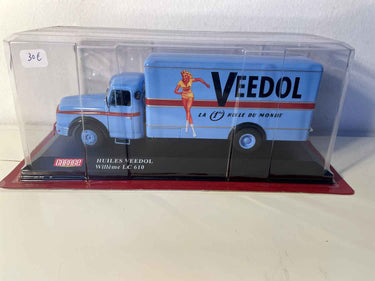 30€
VEEDOL
LA 1re HUILE DU MONDE
HUILES VEEDOL
Willème LC 610